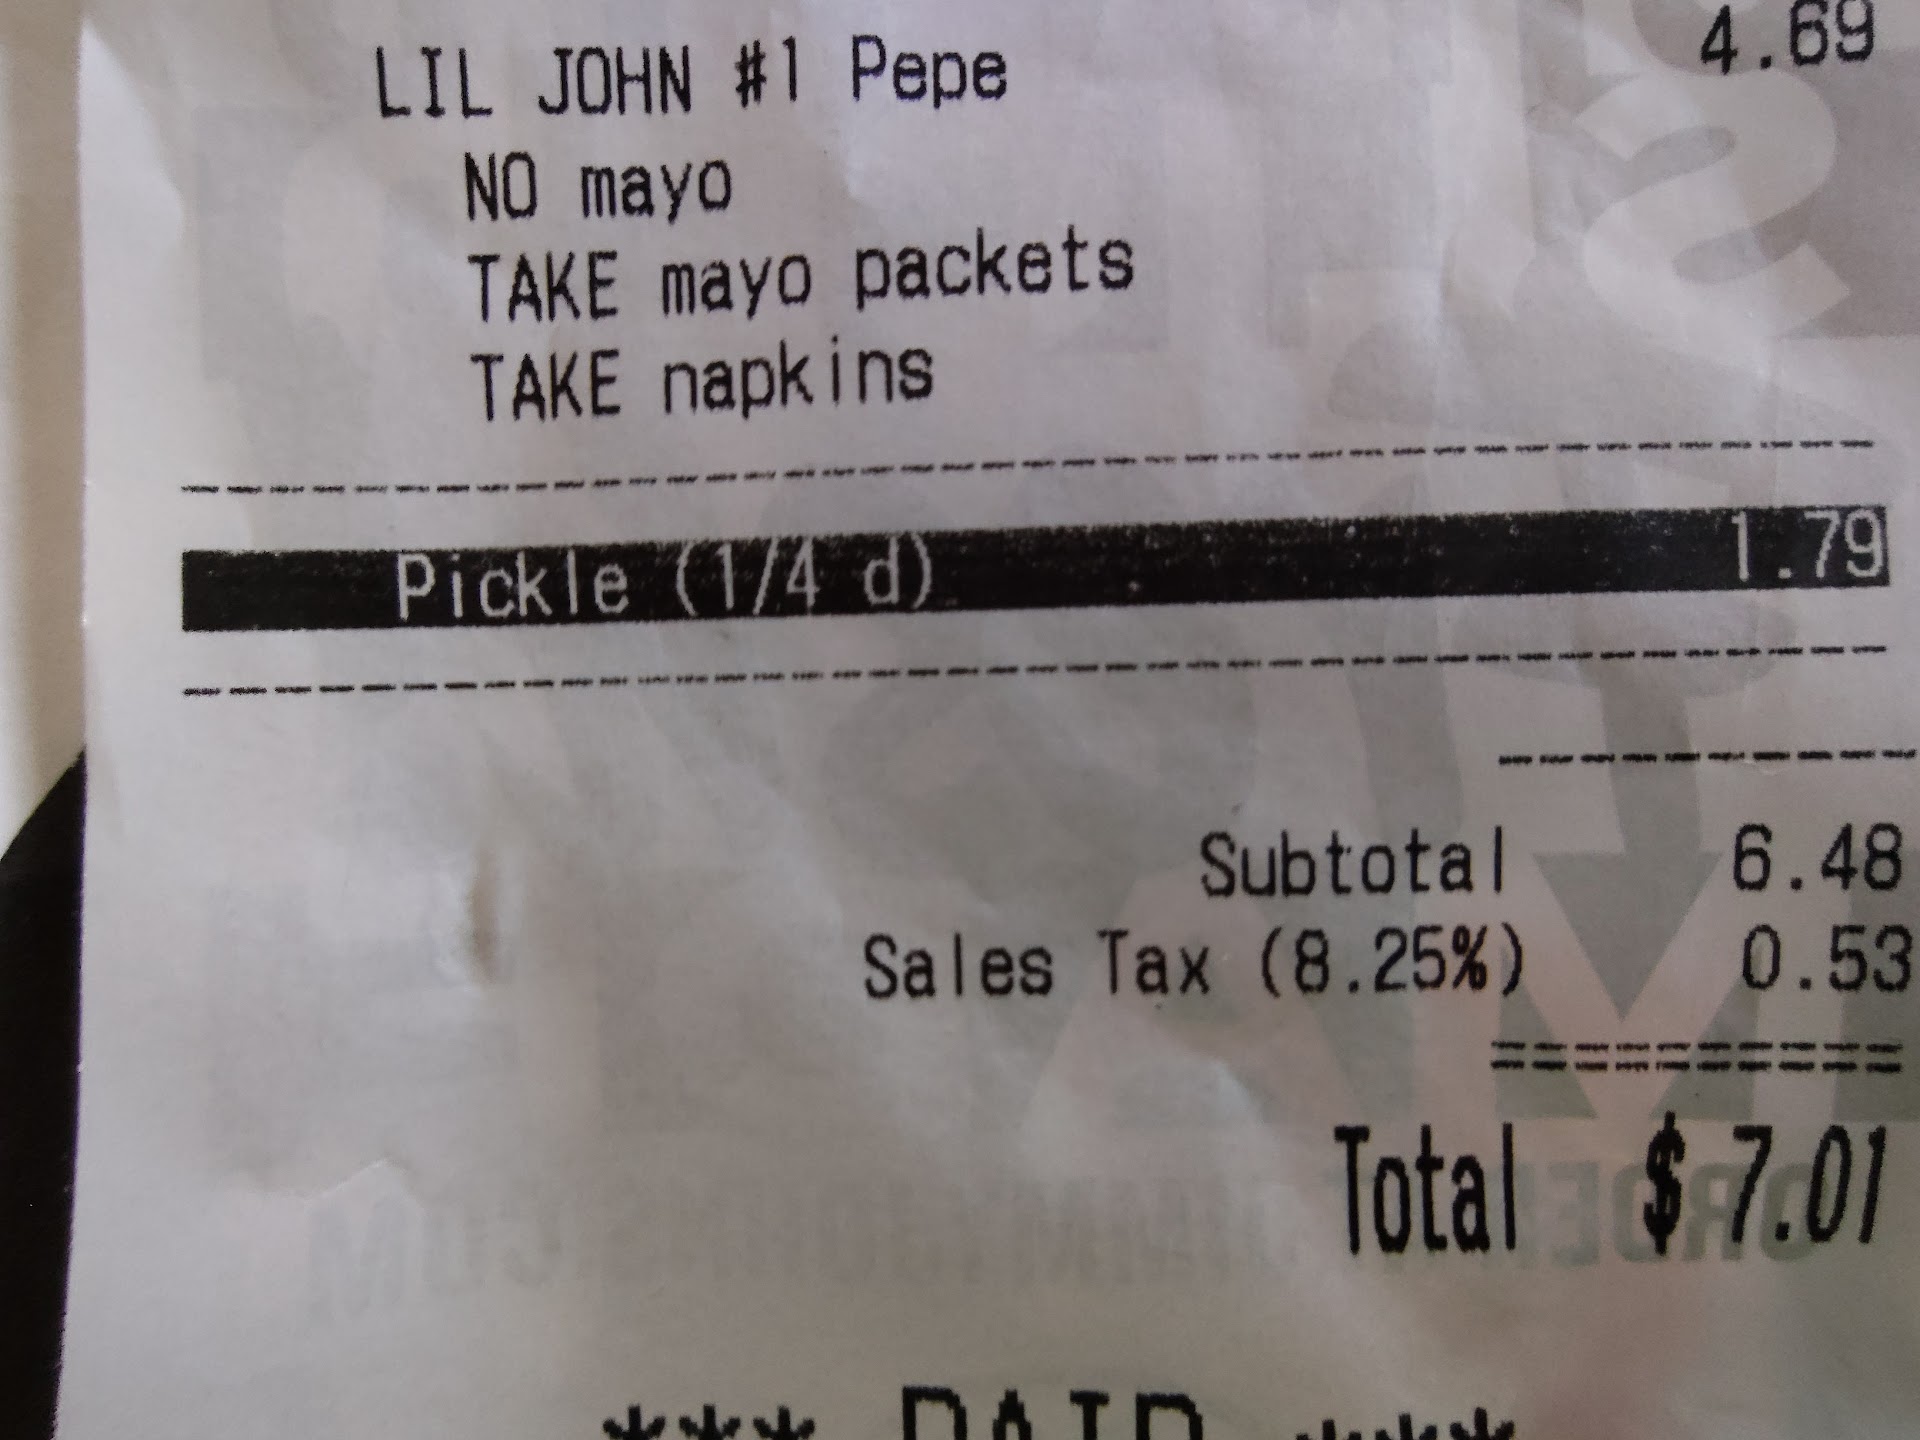 LIL JOHN #1 Pepe 4.69
NO mayo
TAKE mayo packets
TAKE napkins
Pickle (1/4 d) 1.79
Subtotal 6.48
Sales Tax (8.25%) 0.53
Total $ 7.01
*** PAID ***